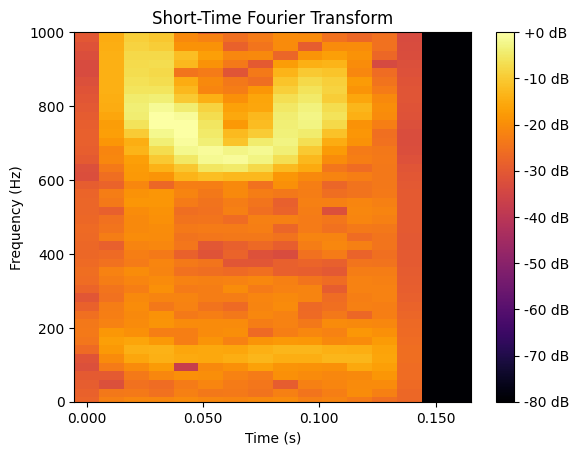 Short-Time Fourier Transform
1000
800
600
400
200
0
Frequency (Hz)
0.000
0.050
0.100
0.150
Time (s)
+0 dB
-10 dB
-20 dB
-30 dB
-40 dB
-50 dB
-60 dB
-70 dB
-80 dB